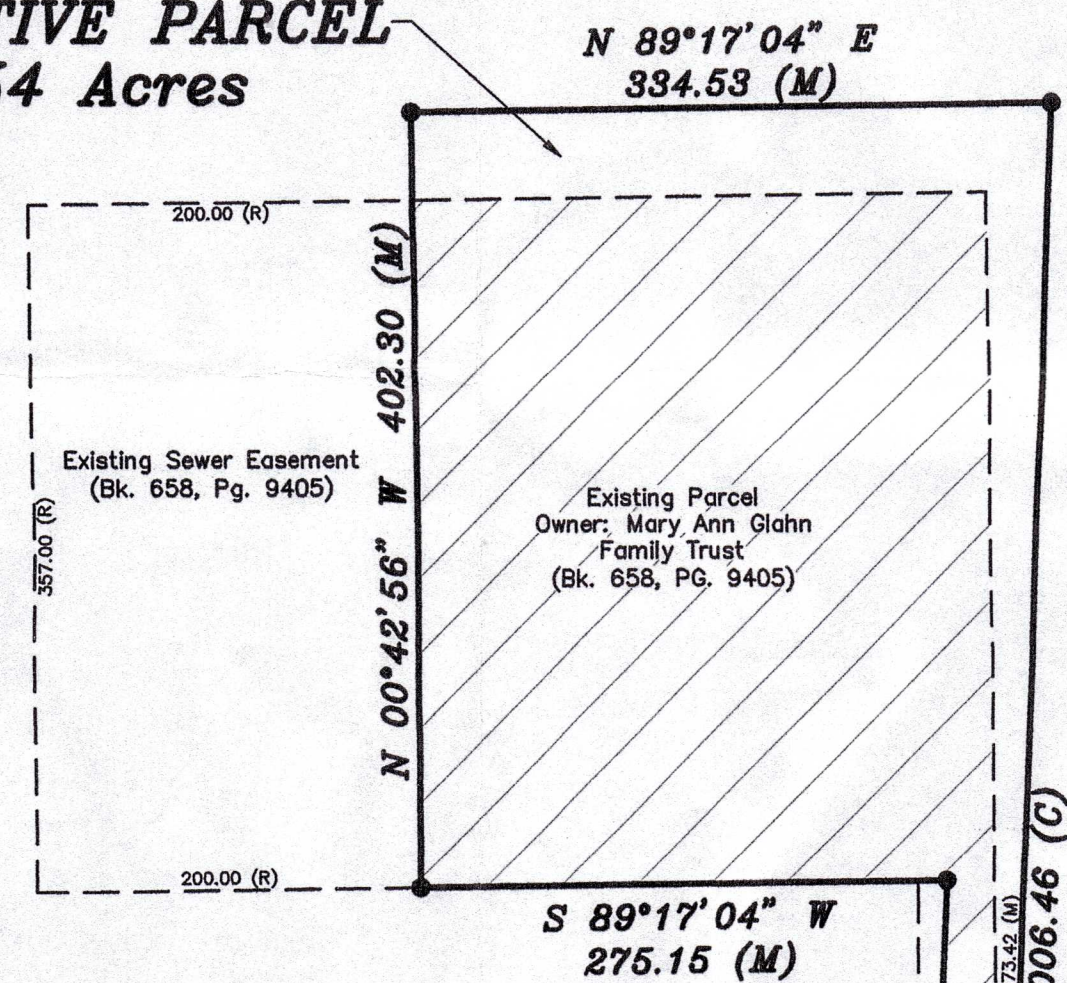 PARCEL
Acres
N 89°17'04" E
334.53 (M)
200.00 (R)
N 00°42'56" W 402.30 (M)
Existing Sewer Easement
(Bk. 658, Pg. 9405)
357.00 (R)
Existing Parcel
Owner: Mary Ann Glahn
Family Trust
(Bk. 658, PG. 9405)
200.00 (R)
S 89°17'04" W
275.15 (M)
73.42 (M)
006.46 (C)